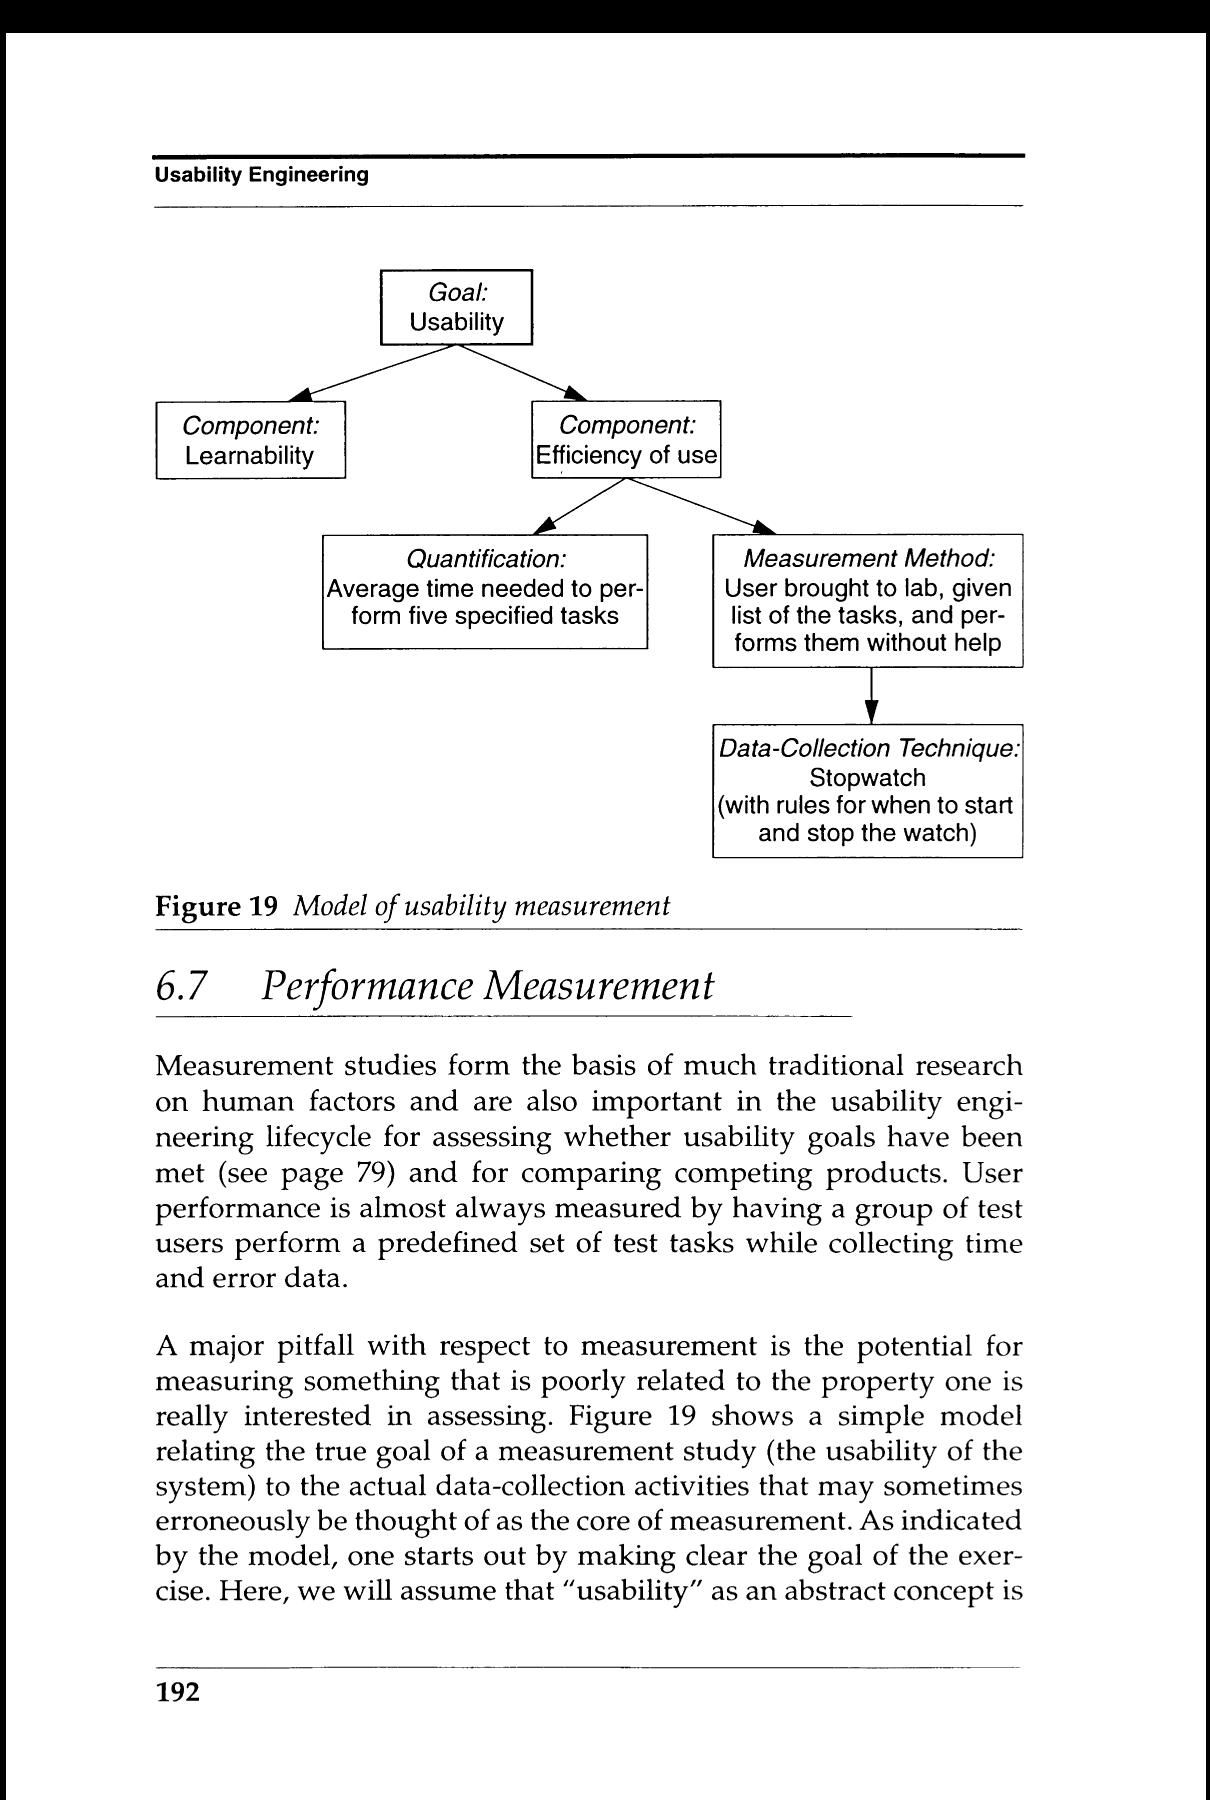 Usability Engineering
Goal:
Usability
Component:
Learnability
Component:
Efficiency of use
Quantification:
Average time needed to per-
form five specified tasks
Measurement Method:
User brought to lab, given
list of the tasks, and per-
forms them without help
Data-Collection Technique:
Stopwatch
(with rules for when to start
and stop the watch)
Figure 19 Model of usability measurement
6.7 Performance Measurement
Measurement studies form the basis of much traditional research
on human factors and are also important in the usability engi-
neering lifecycle for assessing whether usability goals have been
met (see page 79) and for comparing competing products. User
performance is almost always measured by having a group of test
users perform a predefined set of test tasks while collecting time
and error data.
A major pitfall with respect to measurement is the potential for
measuring something that is poorly related to the property one is
really interested in assessing. Figure 19 shows a simple model
relating the true goal of a measurement study (the usability of the
system) to the actual data-collection activities that may sometimes
erroneously be thought of as the core of measurement. As indicated
by the model, one starts out by making clear the goal of the exer-
cise. Here, we will assume that "usability" as an abstract concept is
192